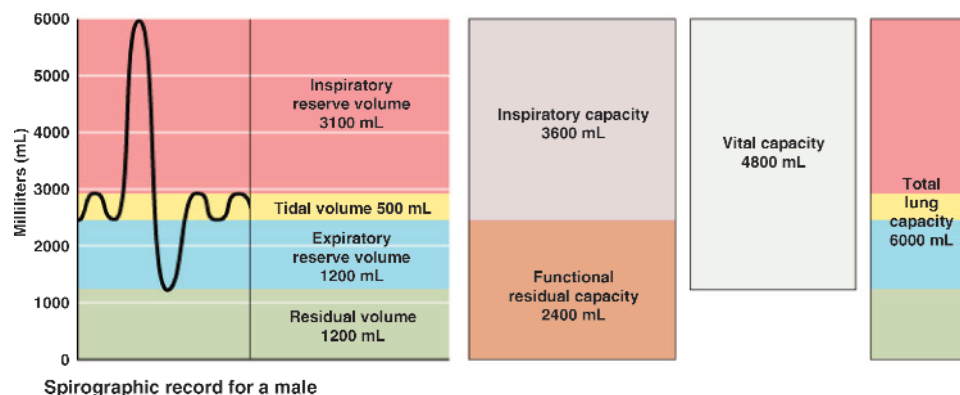 6000
5000
4000
3000
2000
1000
0
Milliliters (mL)
Inspiratory
reserve volume
3100 mL
Tidal volume 500 mL
Expiratory
reserve volume
1200 mL
Residual volume
1200 mL
Inspiratory capacity
3600 mL
Functional
residual capacity
2400 mL
Vital capacity
4800 mL
Total
lung
capacity
6000 mL
Spirographic record for a male